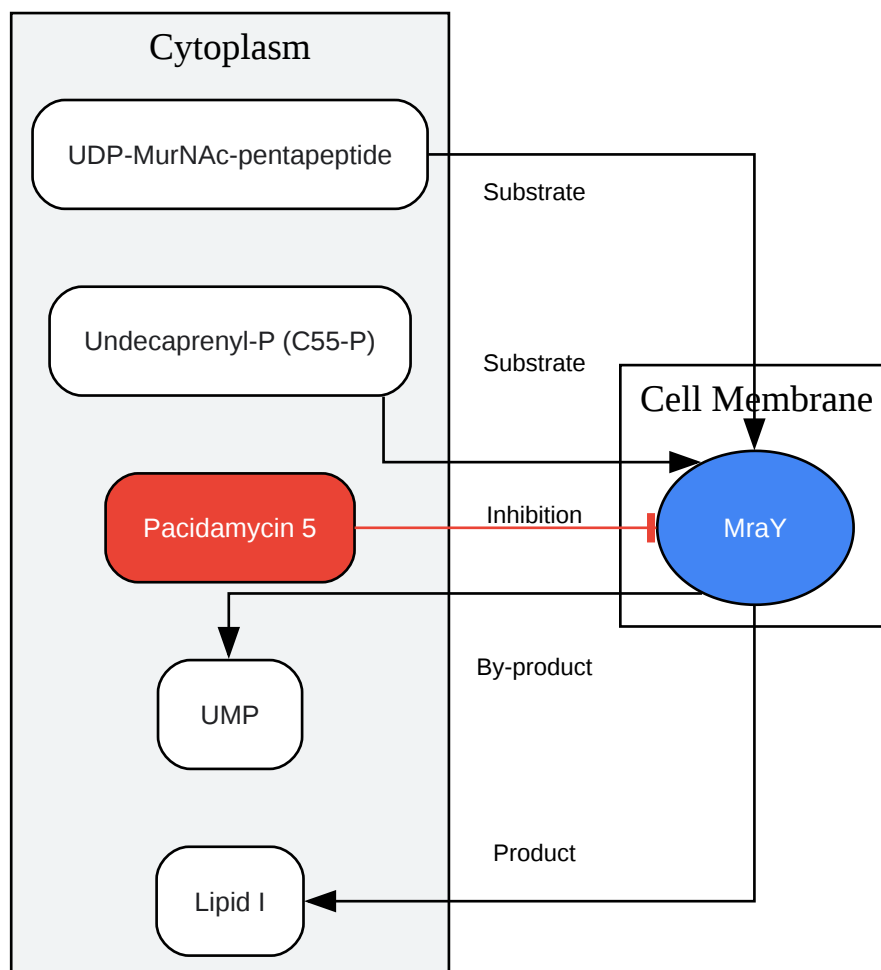 Cytoplasm
UDP-MurNAc-pentapeptide
Substrate
Undecaprenyl-P (C55-P)
Substrate
Cell Membrane
Pacidamycin 5
Inhibition
MraY
By-product
UMP
Product
Lipid I